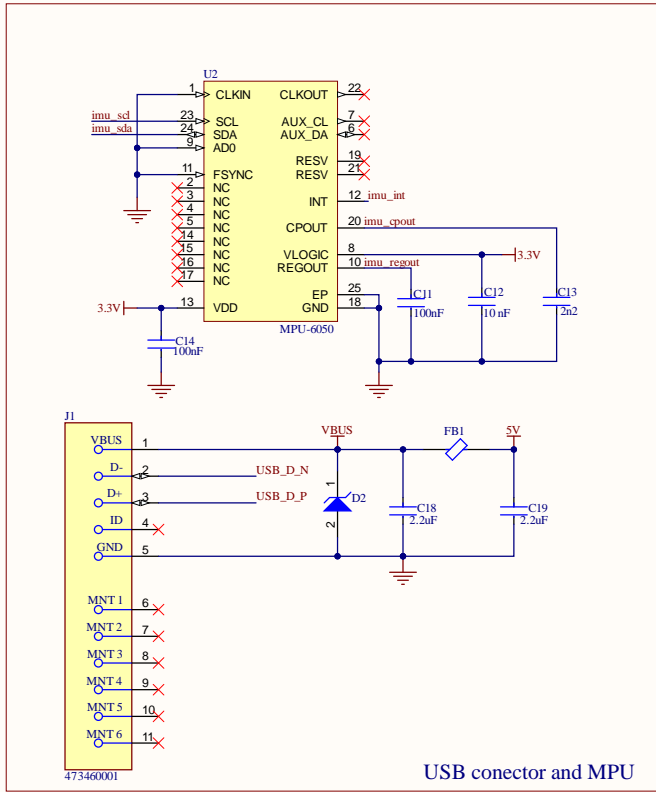 U2
1 CLKIN CLKOUT 22
imu_scl 23 SCL AUX_CL 7
imu_sda 24 SDA AUX_DA 6
9 AD0
RESV 19
11 FSYNC RESV 21
2 NC
3 NC INT 12 imu_int
4 NC
5 NC CPOUT 20 imu_cpout
14 NC
15 NC VLOGIC 8 3.3V
16 NC REGOUT 10 imu_regout
17 NC
EP 25
3.3V 13 VDD GND 18
C11
100nF
C12
10 nF
C13
2n2
MPU-6050
C14
100nF
J1
VBUS 1
D- 2 USB_D_N
D+ 3 USB_D_P
ID 4
GND 5
MNT 1 6
MNT 2 7
MNT 3 8
MNT 4 9
MNT 5 10
MNT 6 11
473460001
VBUS
FB1
5V
1
D2
2
C18
2.2uF
C19
2.2uF
USB conector and MPU